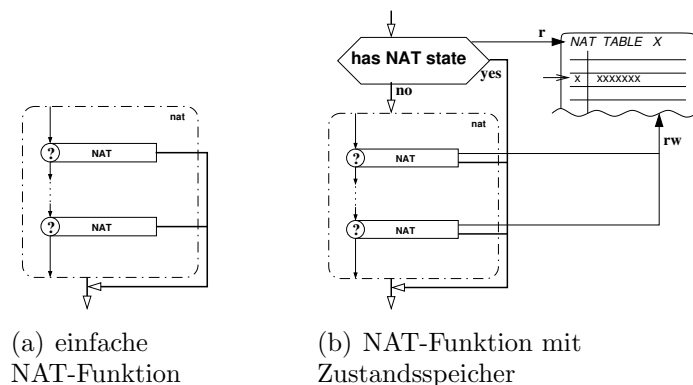 nat
?
NAT
?
NAT
(a) einfache
NAT-Funktion
has NAT state
r
yes
no
NAT TABLE X
x xxxxxxx
rw
nat
?
NAT
?
NAT
(b) NAT-Funktion mit
Zustandsspeicher